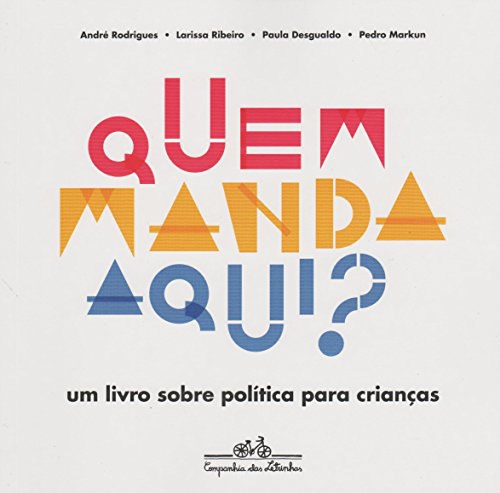 André Rodrigues • Larissa Ribeiro • Paula Desgualdo • Pedro Markun
QUEM
MANDA
AQUI?
um livro sobre política para crianças
Companhia das Letrinhas